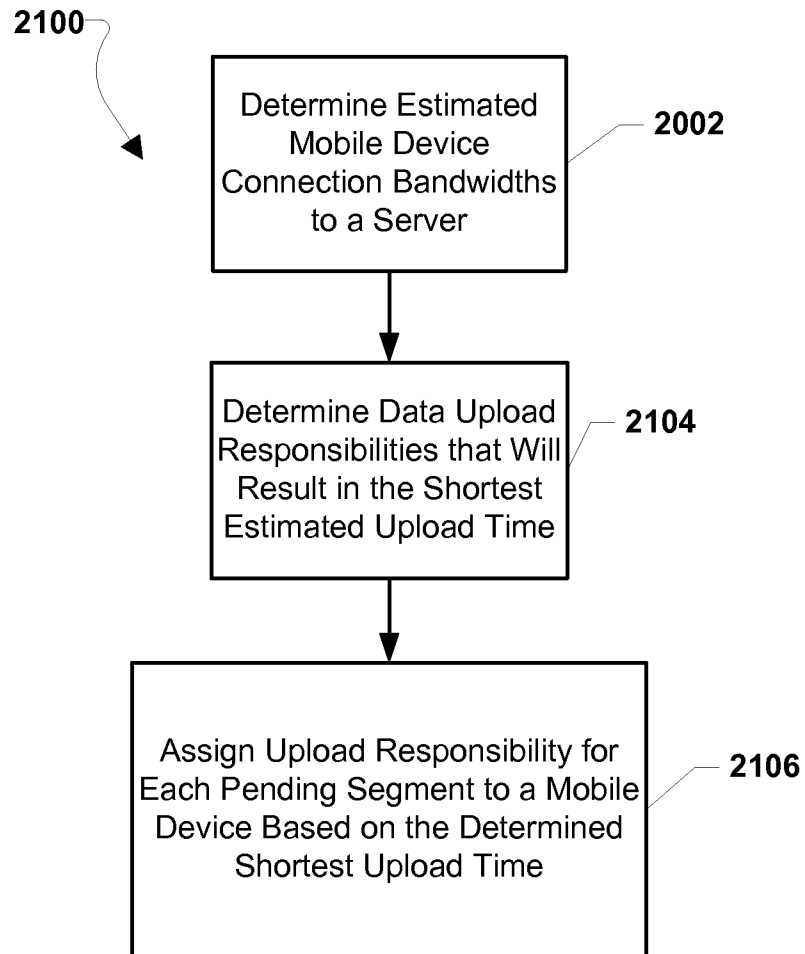 2100
Determine Estimated
Mobile Device
Connection Bandwidths
to a Server
2002
Determine Data Upload
Responsibilities that Will
Result in the Shortest
Estimated Upload Time
2104
Assign Upload Responsibility for
Each Pending Segment to a Mobile
Device Based on the Determined
Shortest Upload Time
2106